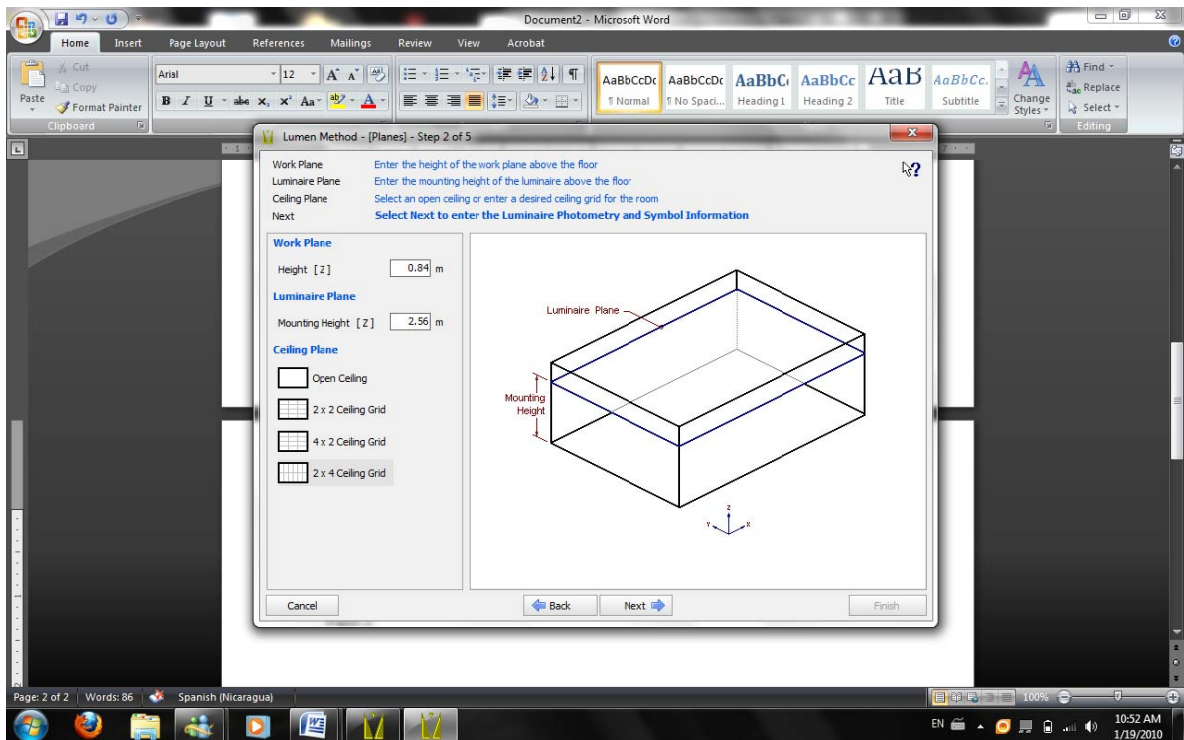 Document2 - Microsoft Word
Home Insert Page Layout References Mailings Review View Acrobat
Cut
Copy
Paste
Format Painter
Clipboard
Arial 12
AaBbCcDc AaBbCcDc AaBbC AaBbCc AaB AaBbCc.
¶ Normal ¶ No Spaci... Heading 1 Heading 2 Title Subtitle
Change Styles
Find
Replace
Select
Editing
Lumen Method - [Planes] - Step 2 of 5
Work Plane Enter the height of the work plane above the floor
Luminaire Plane Enter the mounting height of the luminaire above the floor
Ceiling Plane Select an open ceiling or enter a desired ceiling grid for the room
Next Select Next to enter the Luminaire Photometry and Symbol Information
Work Plane
Height [Z] 0.84 m
Luminaire Plane
Mounting Height [Z] 2.56 m
Ceiling Plane
Open Ceiling
2 x 2 Ceiling Grid
4 x 2 Ceiling Grid
2 x 4 Ceiling Grid
Luminaire Plane
Mounting
Height
Z
Y X
Cancel Back Next Finish
Page: 2 of 2 Words: 86 Spanish (Nicaragua) 100%
EN 10:52 AM
1/19/2010